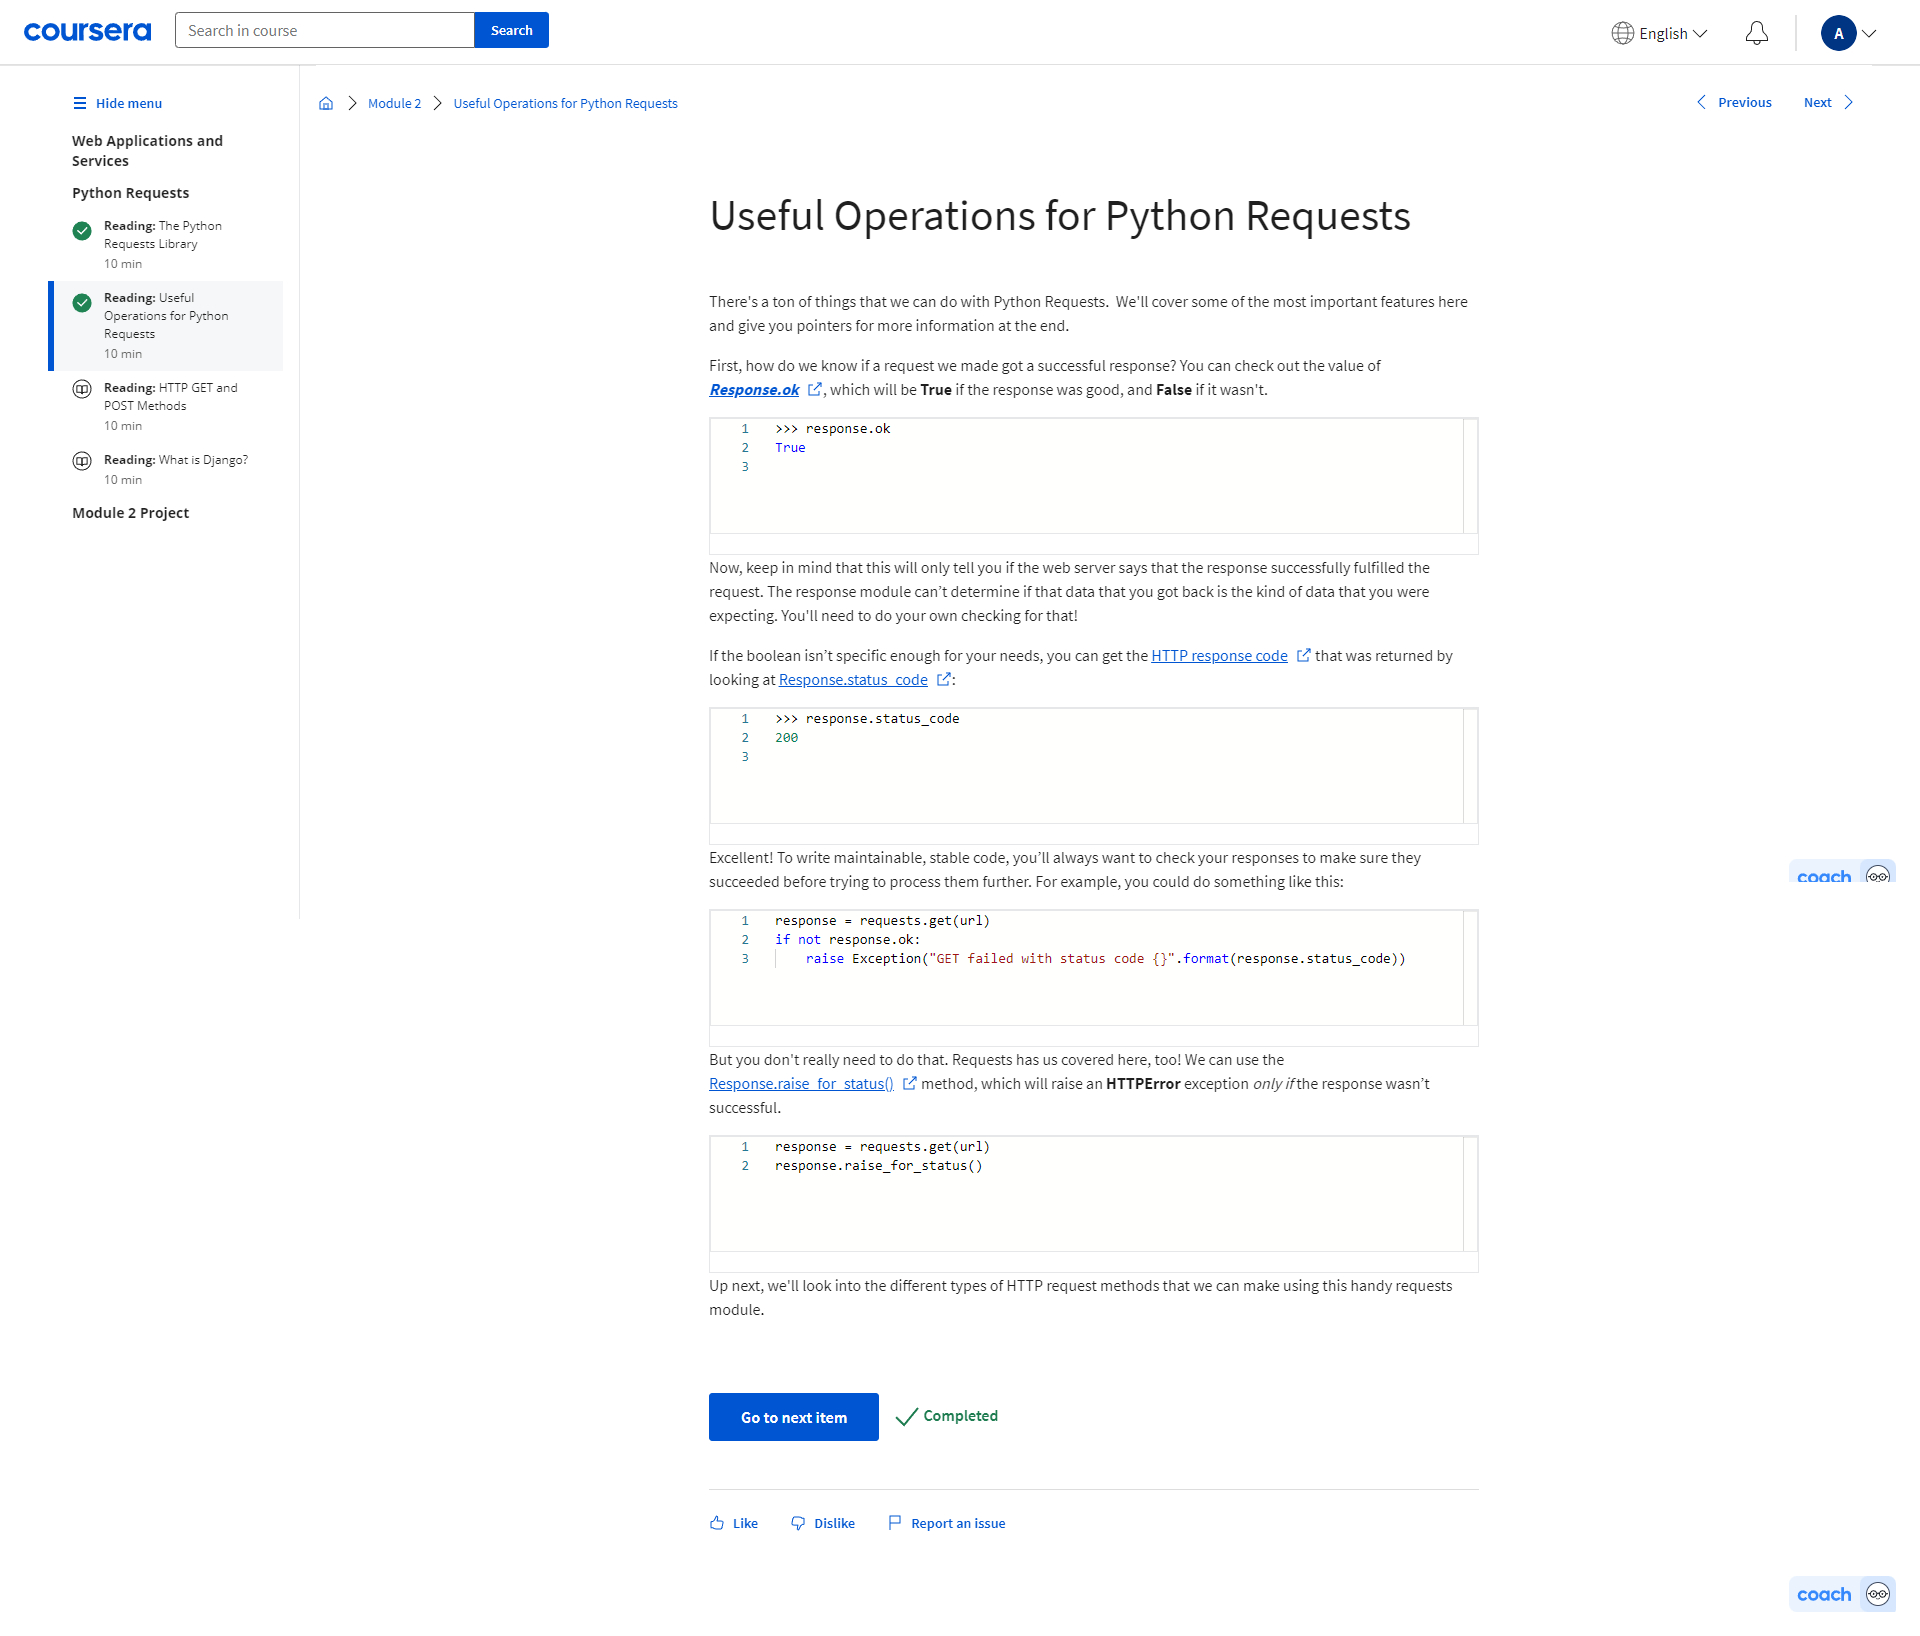 coursera
Search in course
Search
English
A
Hide menu
Web Applications and
Services
Python Requests
Reading: The Python
Requests Library
10 min
Reading: Useful
Operations for Python
Requests
10 min
Reading: HTTP GET and
POST Methods
10 min
Reading: What is Django?
10 min
Module 2 Project
Module 2
Useful Operations for Python Requests
Previous
Next
Useful Operations for Python Requests
There's a ton of things that we can do with Python Requests.  We'll cover some of the most important features here
and give you pointers for more information at the end.
First, how do we know if a request we made got a successful response? You can check out the value of
Response.ok , which will be True if the response was good, and False if it wasn't.
1 >>> response.ok
2 True
3
Now, keep in mind that this will only tell you if the web server says that the response successfully fulfilled the
request. The response module can’t determine if that data that you got back is the kind of data that you were
expecting. You'll need to do your own checking for that!
If the boolean isn’t specific enough for your needs, you can get the HTTP response code that was returned by
looking at Response.status_code :
1 >>> response.status_code
2 200
3
Excellent! To write maintainable, stable code, you’ll always want to check your responses to make sure they
succeeded before trying to process them further. For example, you could do something like this:
1 response = requests.get(url)
2 if not response.ok:
3     raise Exception("GET failed with status code {}".format(response.status_code))
But you don't really need to do that. Requests has us covered here, too! We can use the
Response.raise_for_status() method, which will raise an HTTPError exception only if the response wasn’t
successful.
1 response = requests.get(url)
2 response.raise_for_status()
Up next, we'll look into the different types of HTTP request methods that we can make using this handy requests
module.
Go to next item
Completed
Like
Dislike
Report an issue
coach
coach